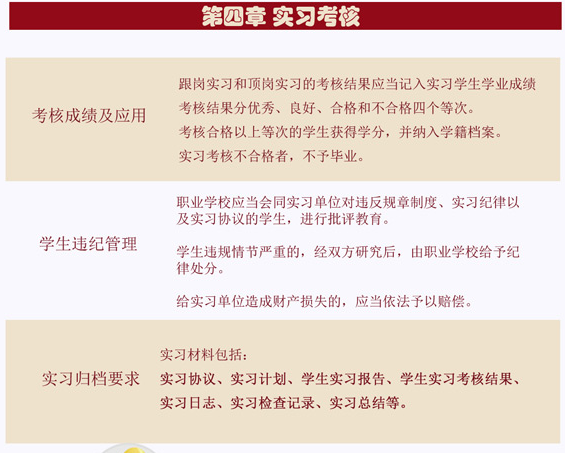 第四章 实习考核
考核成绩及应用
跟岗实习和顶岗实习的考核结果应当记入实习学生学业成绩
考核结果分优秀、良好、合格和不合格四个等次。
考核合格以上等次的学生获得学分，并纳入学籍档案。
实习考核不合格者，不予毕业。
学生违纪管理
职业学校应当会同实习单位对违反规章制度、实习纪律以
及实习协议的学生，进行批评教育。
学生违规情节严重的，经双方研究后，由职业学校给予纪
律处分。
给实习单位造成财产损失的，应当依法予以赔偿。
实习归档要求
实习材料包括:
实习协议、实习计划、学生实习报告、学生实习考核结果、
实习日志、实习检查记录、实习总结等。